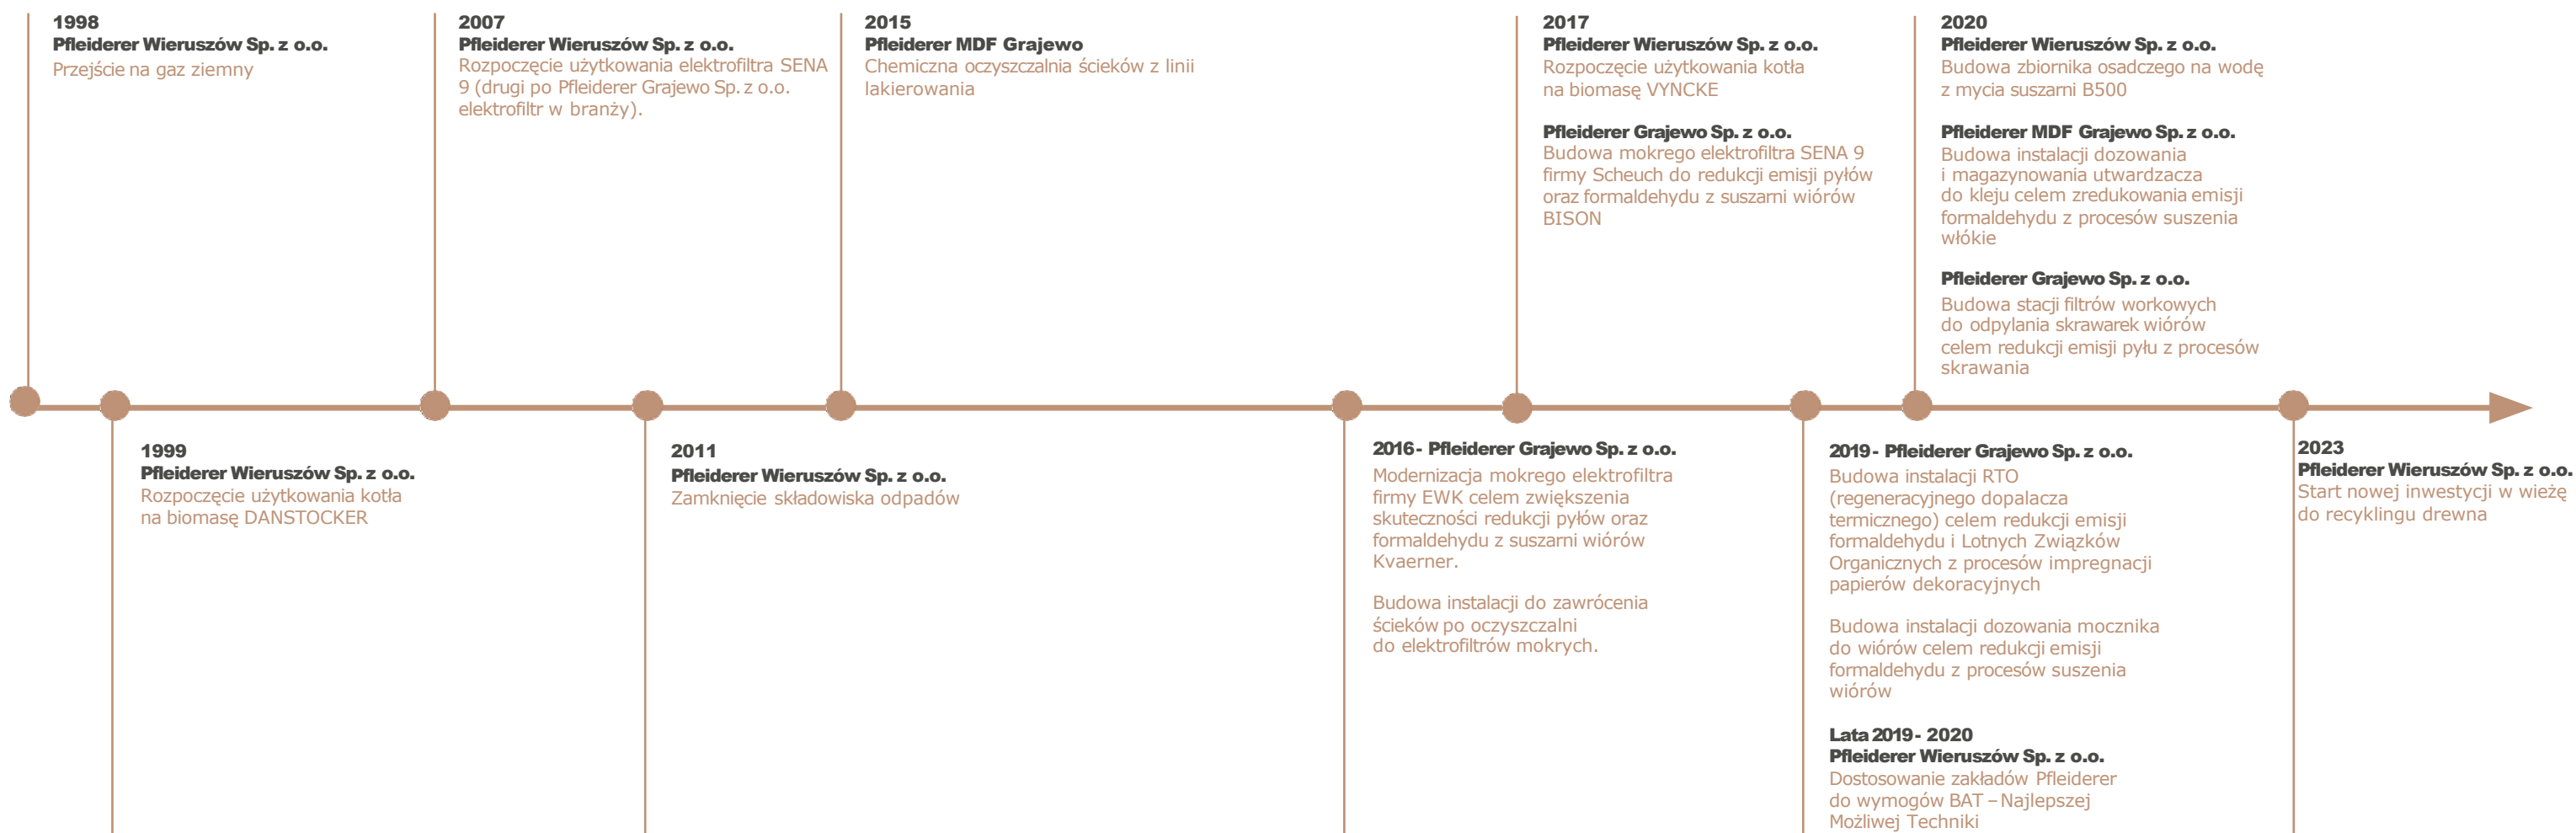 1998
Pfleiderer Wieruszów Sp. z o.o.
Przejście na gaz ziemny
2007
Pfleiderer Wieruszów Sp. z o.o.
Rozpoczęcie użytkowania elektrofiltra SENA
9 (drugi po Pfleiderer Grajewo Sp. z o.o.
elektrofiltr w branży).
2015
Pfleiderer MDF Grajewo
Chemiczna oczyszczalnia ścieków z linii
lakierowania
2017
Pfleiderer Wieruszów Sp. z o.o.
Rozpoczęcie użytkowania kotła
na biomasę VYNCKE
Pfleiderer Grajewo Sp. z o.o.
Budowa mokrego elektrofiltra SENA 9
firmy Scheuch do redukcji emisji pyłów
oraz formaldehydu z suszarni wiórów
BISON
2020
Pfleiderer Wieruszów Sp. z o.o.
Budowa zbiornika osadczego na wodę
z mycia suszarni B500
Pfleiderer MDF Grajewo Sp. z o.o.
Budowa instalacji dozowania
i magazynowania utwardzacza
do kleju celem zredukowania emisji
formaldehydu z procesów suszenia
włókie
Pfleiderer Grajewo Sp. z o.o.
Budowa stacji filtrów workowych
do odpylania skrawarek wiórów
celem redukcji emisji pyłu z procesów
skrawania
1999
Pfleiderer Wieruszów Sp. z o.o.
Rozpoczęcie użytkowania kotła
na biomasę DANSTOCKER
2011
Pfleiderer Wieruszów Sp. z o.o.
Zamknięcie składowiska odpadów
2016 - Pfleiderer Grajewo Sp. z o.o.
Modernizacja mokrego elektrofiltra
firmy EWK celem zwiększenia
skuteczności redukcji pyłów oraz
formaldehydu z suszarni wiórów
Kvaerner.
Budowa instalacji do zawrócenia
ścieków po oczyszczalni
do elektrofiltrów mokrych.
2019 - Pfleiderer Grajewo Sp. z o.o.
Budowa instalacji RTO
(regeneracyjnego dopalacza
termicznego) celem redukcji emisji
formaldehydu i Lotnych Związków
Organicznych z procesów impregnacji
papierów dekoracyjnych
Budowa instalacji dozowania mocznika
do wiórów celem redukcji emisji
formaldehydu z procesów suszenia
wiórów
Lata 2019 - 2020
Pfleiderer Wieruszów Sp. z o.o.
Dostosowanie zakładów Pfleiderer
do wymogów BAT – Najlepszej
Możliwej Techniki
2023
Pfleiderer Wieruszów Sp. z o.o.
Start nowej inwestycji w wieżę
do recyklingu drewna